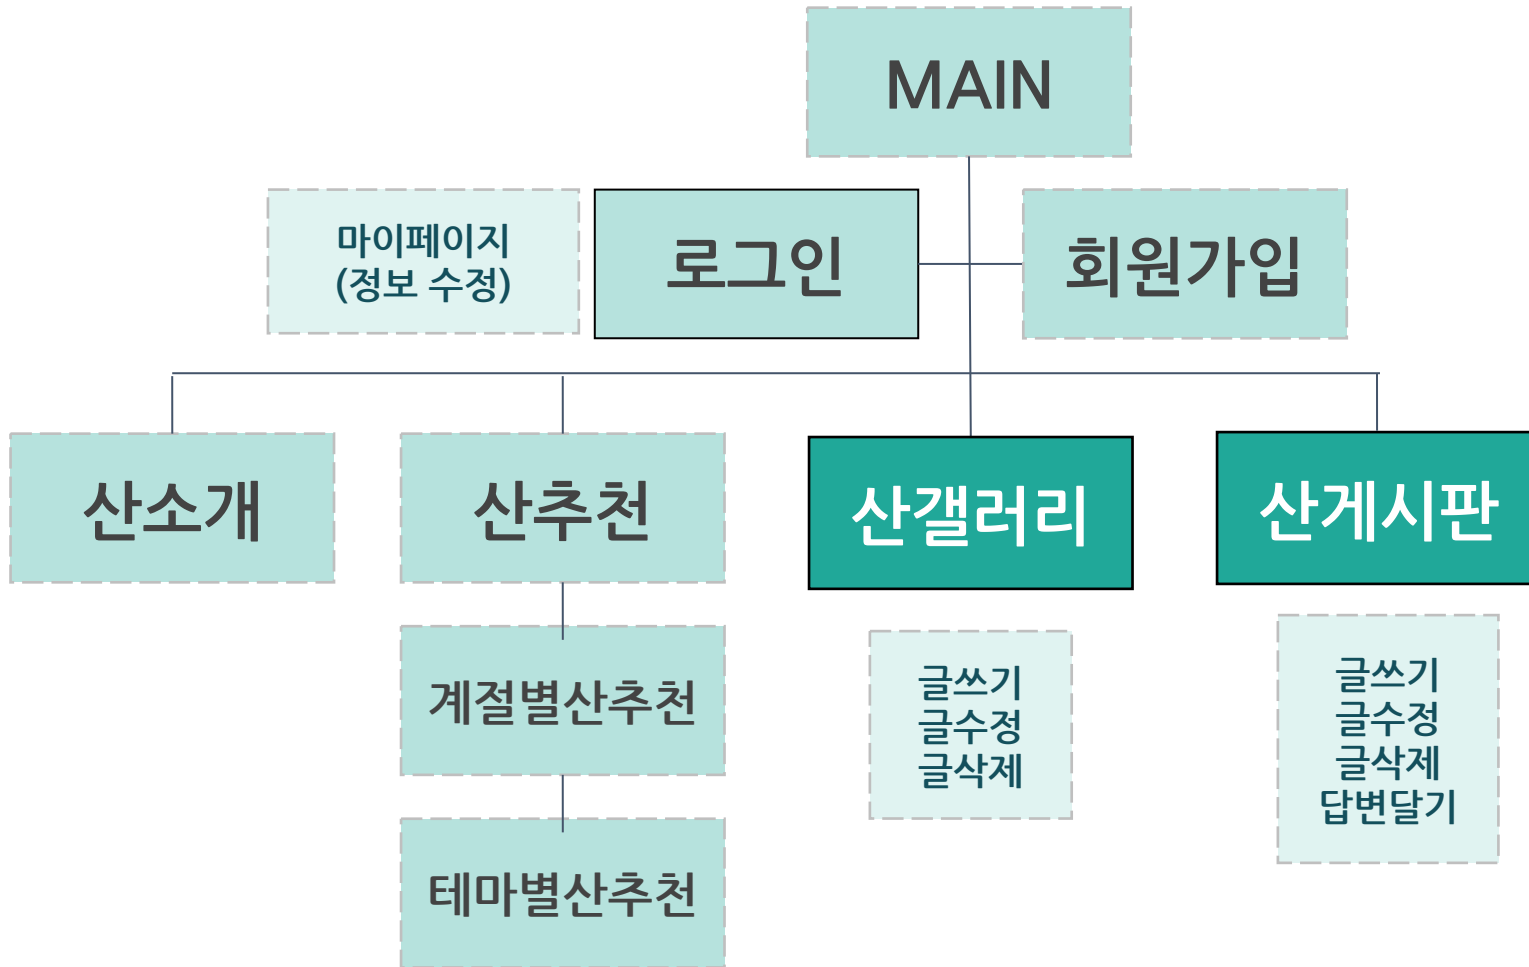 MAIN
마이페이지
(정보 수정)
로그인
회원가입
산소개
산추천
산갤러리
산게시판
계절별산추천
테마별산추천
글쓰기
글수정
글삭제
글쓰기
글수정
글삭제
답변달기